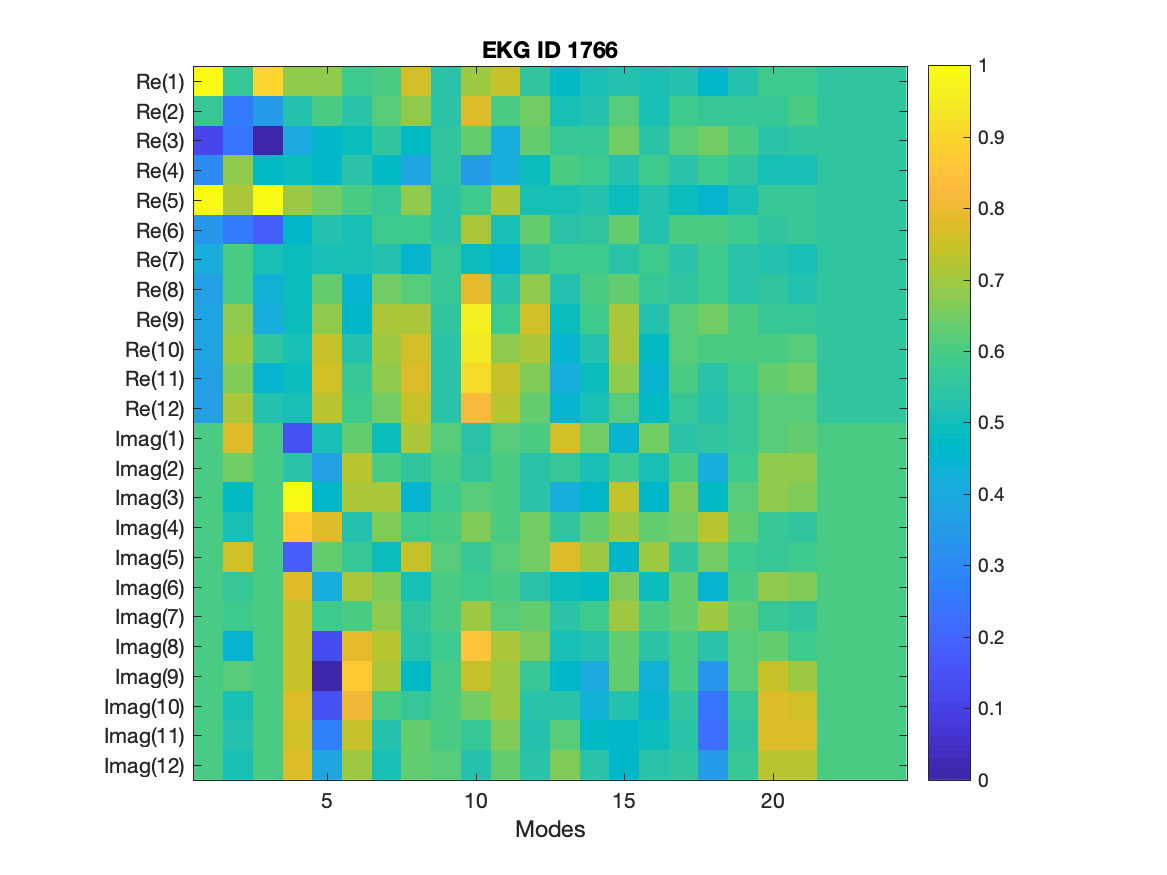 EKG ID 1766
Re(1)
Re(2)
Re(3)
Re(4)
Re(5)
Re(6)
Re(7)
Re(8)
Re(9)
Re(10)
Re(11)
Re(12)
Imag(1)
Imag(2)
Imag(3)
Imag(4)
Imag(5)
Imag(6)
Imag(7)
Imag(8)
Imag(9)
Imag(10)
Imag(11)
Imag(12)
5 10 15 20
Modes
1
0.9
0.8
0.7
0.6
0.5
0.4
0.3
0.2
0.1
0